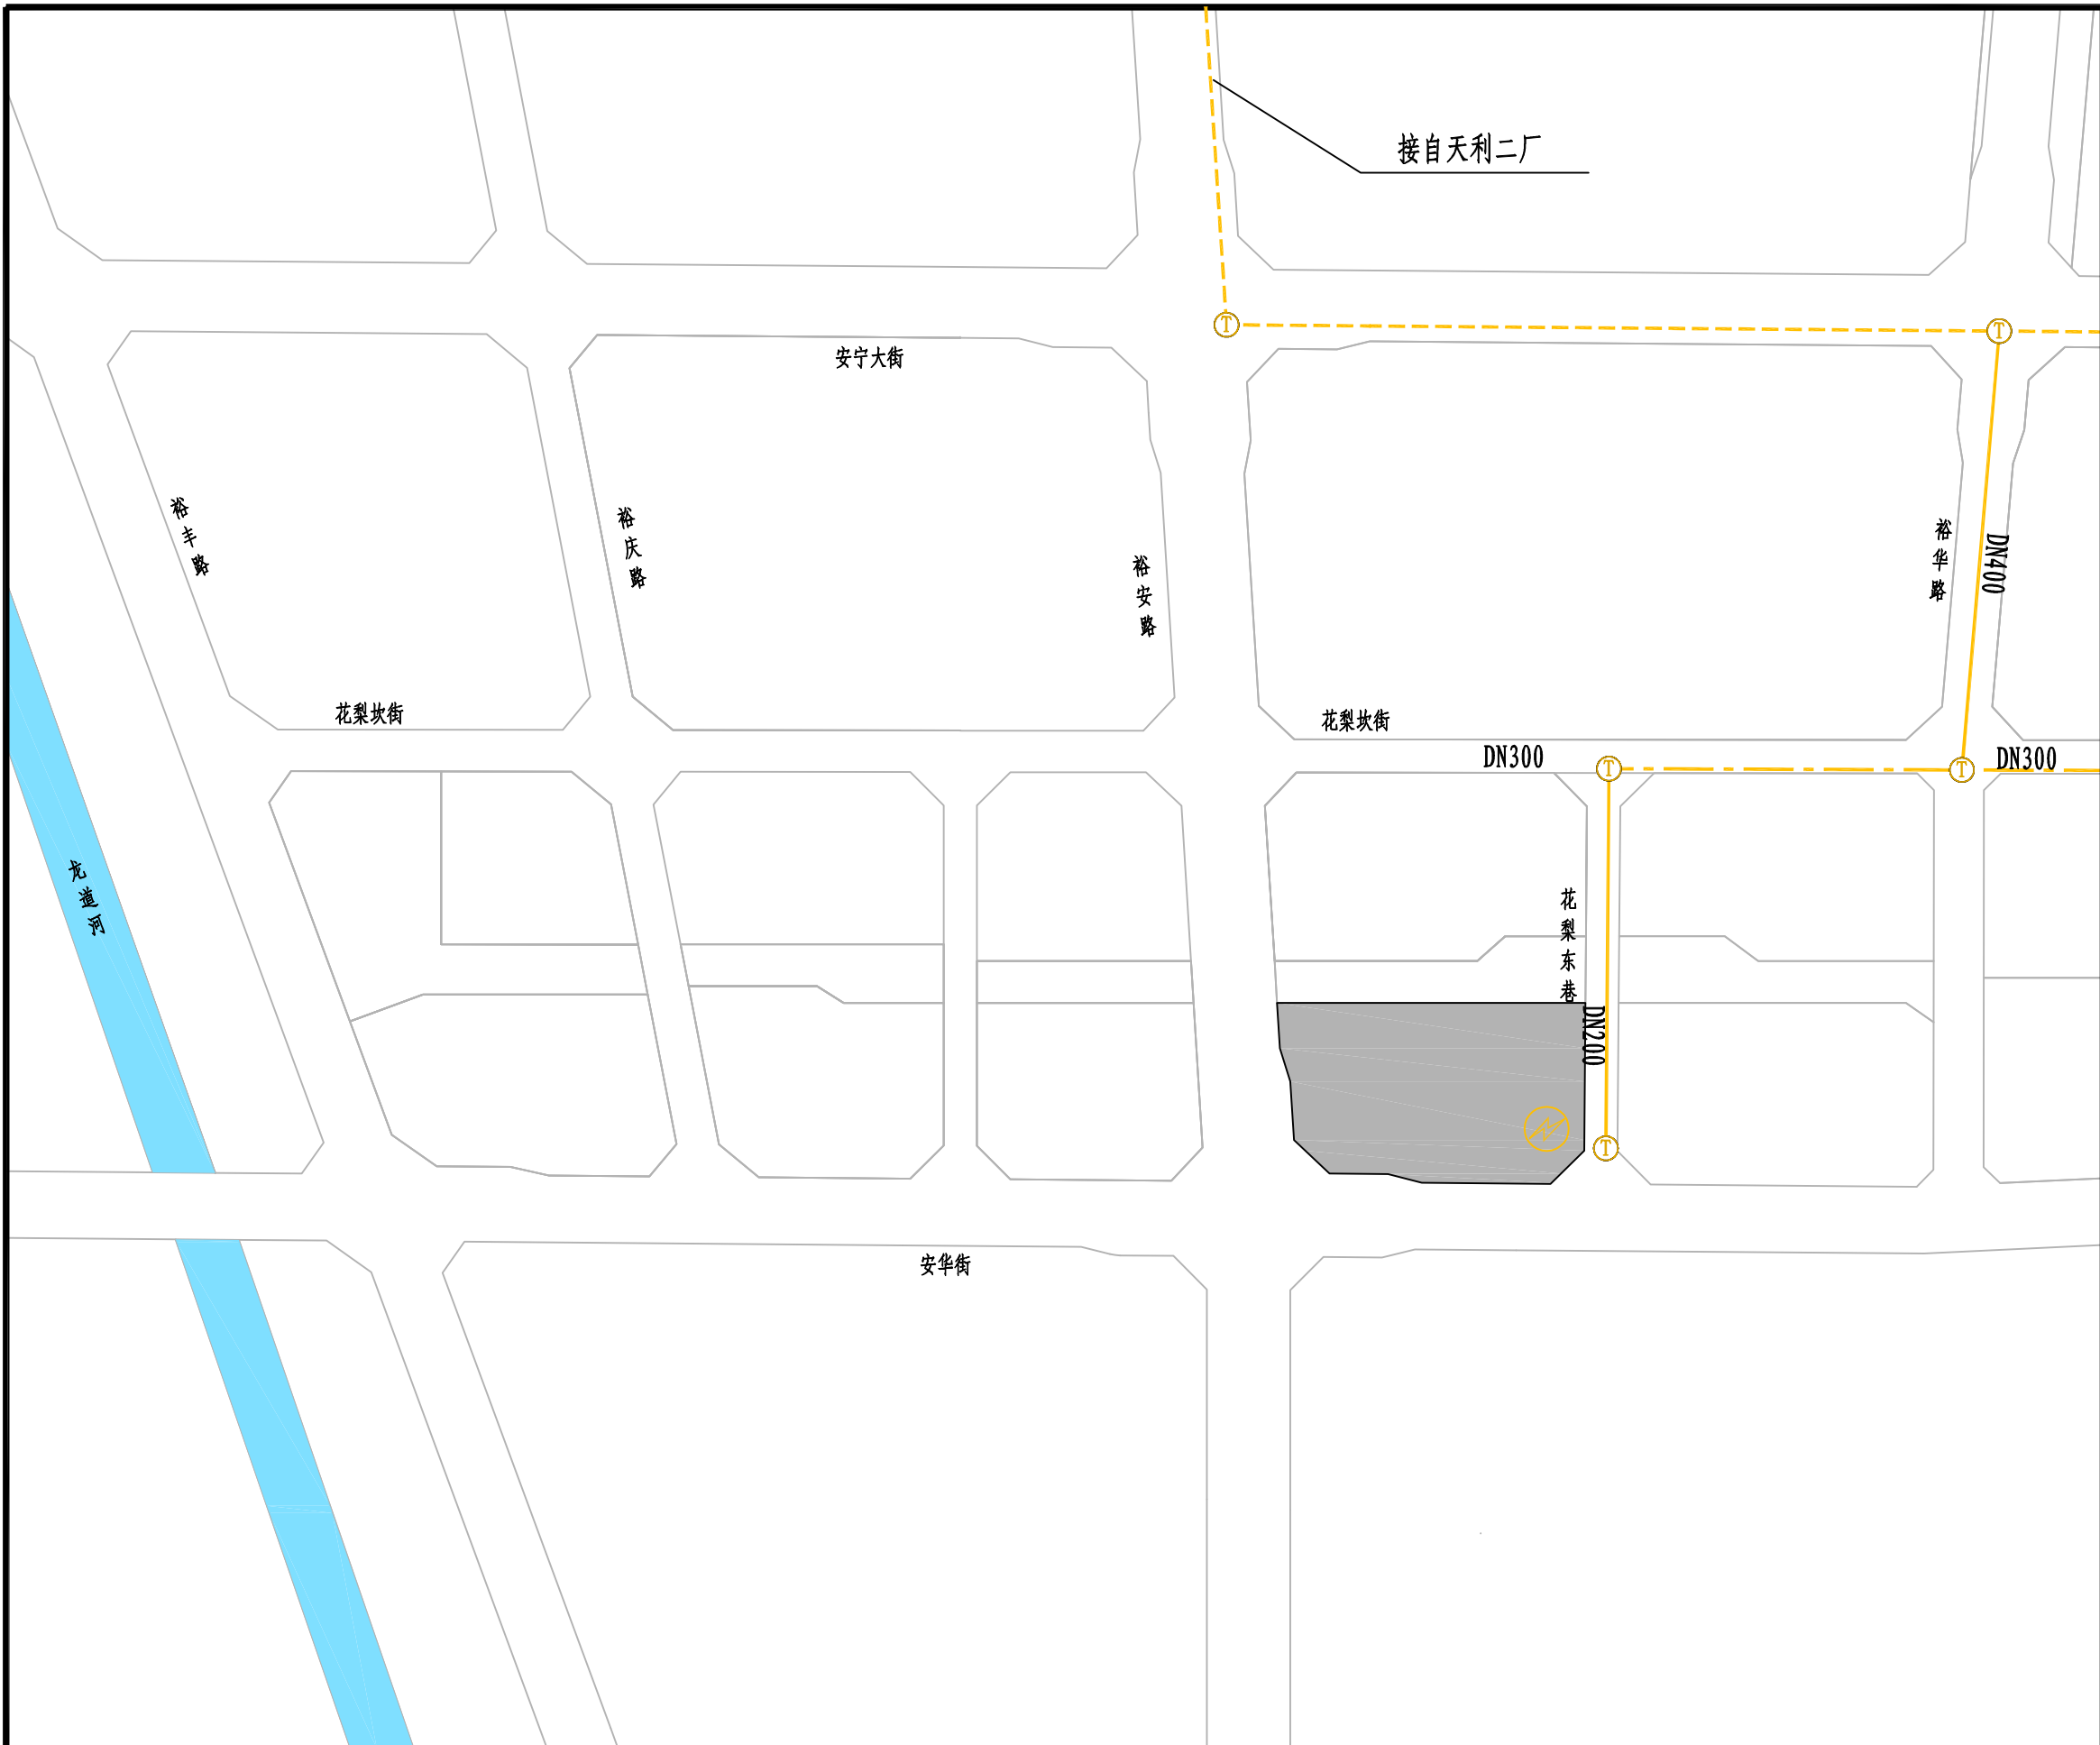 接自天利二厂
T
T
安宁大街
裕丰路
裕庆路
裕安路
裕华路
DN400
花梨坎街
花梨坎街
DN300
T
T
DN300
龙道河
花梨东巷
DN200
T
安华街